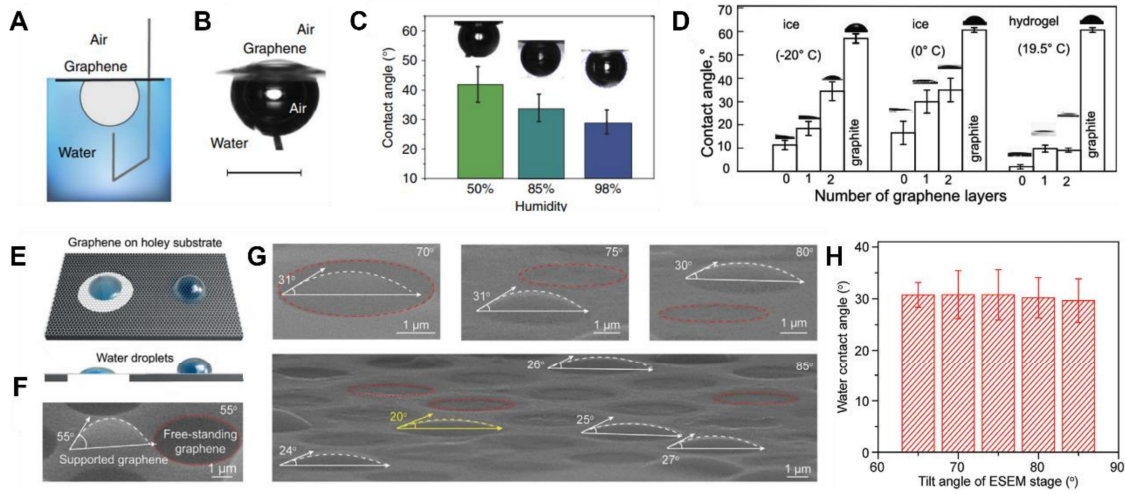 A
Air
Graphene
Water
B
Air
Graphene
Air
Water
C
Contact angle (°)
60
50
40
30
20
10
50%
85%
98%
Humidity
D
Contact angle,°
70
60
50
40
30
20
10
0
ice
(-20° C)
ice
(0° C)
hydrogel
(19.5° C)
graphite
graphite
graphite
0 1 2
0 1 2
0 1 2
Number of graphene layers
E
Graphene on holey substrate
Water droplets
F
55°
55°
Free-standing
graphene
Supported graphene
1 µm
G
70°
31°
1 µm
75°
31°
1 µm
80°
30°
1 µm
85°
26°
20°
25°
24°
27°
1 µm
H
Water contact angle (°)
40
30
20
10
0
60 70 80 90
Tilt angle of ESEM stage (°)